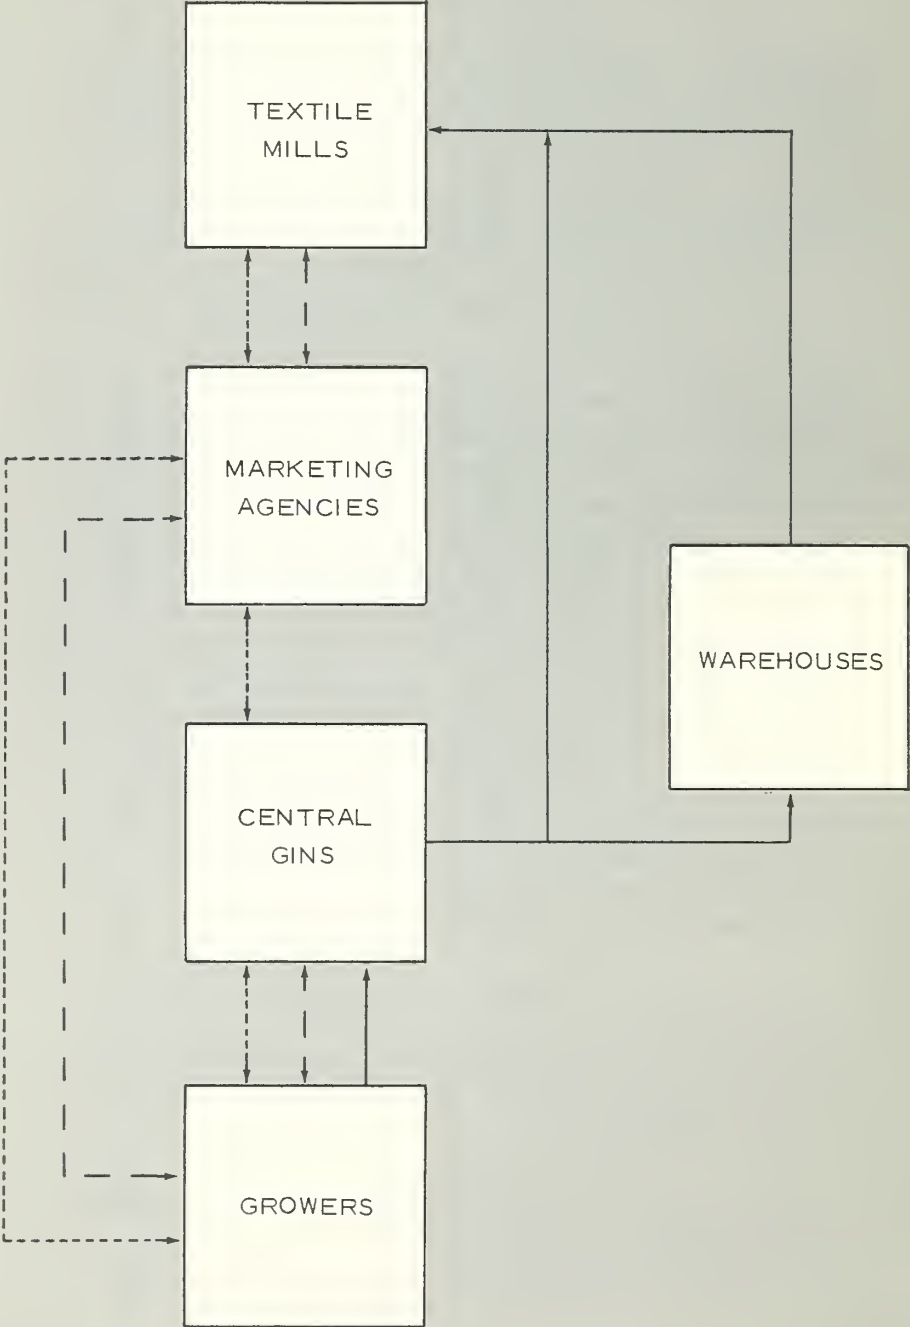 TEXTILE
MILLS
MARKETING
AGENCIES
WAREHOUSES
CENTRAL
GINS
GROWERS